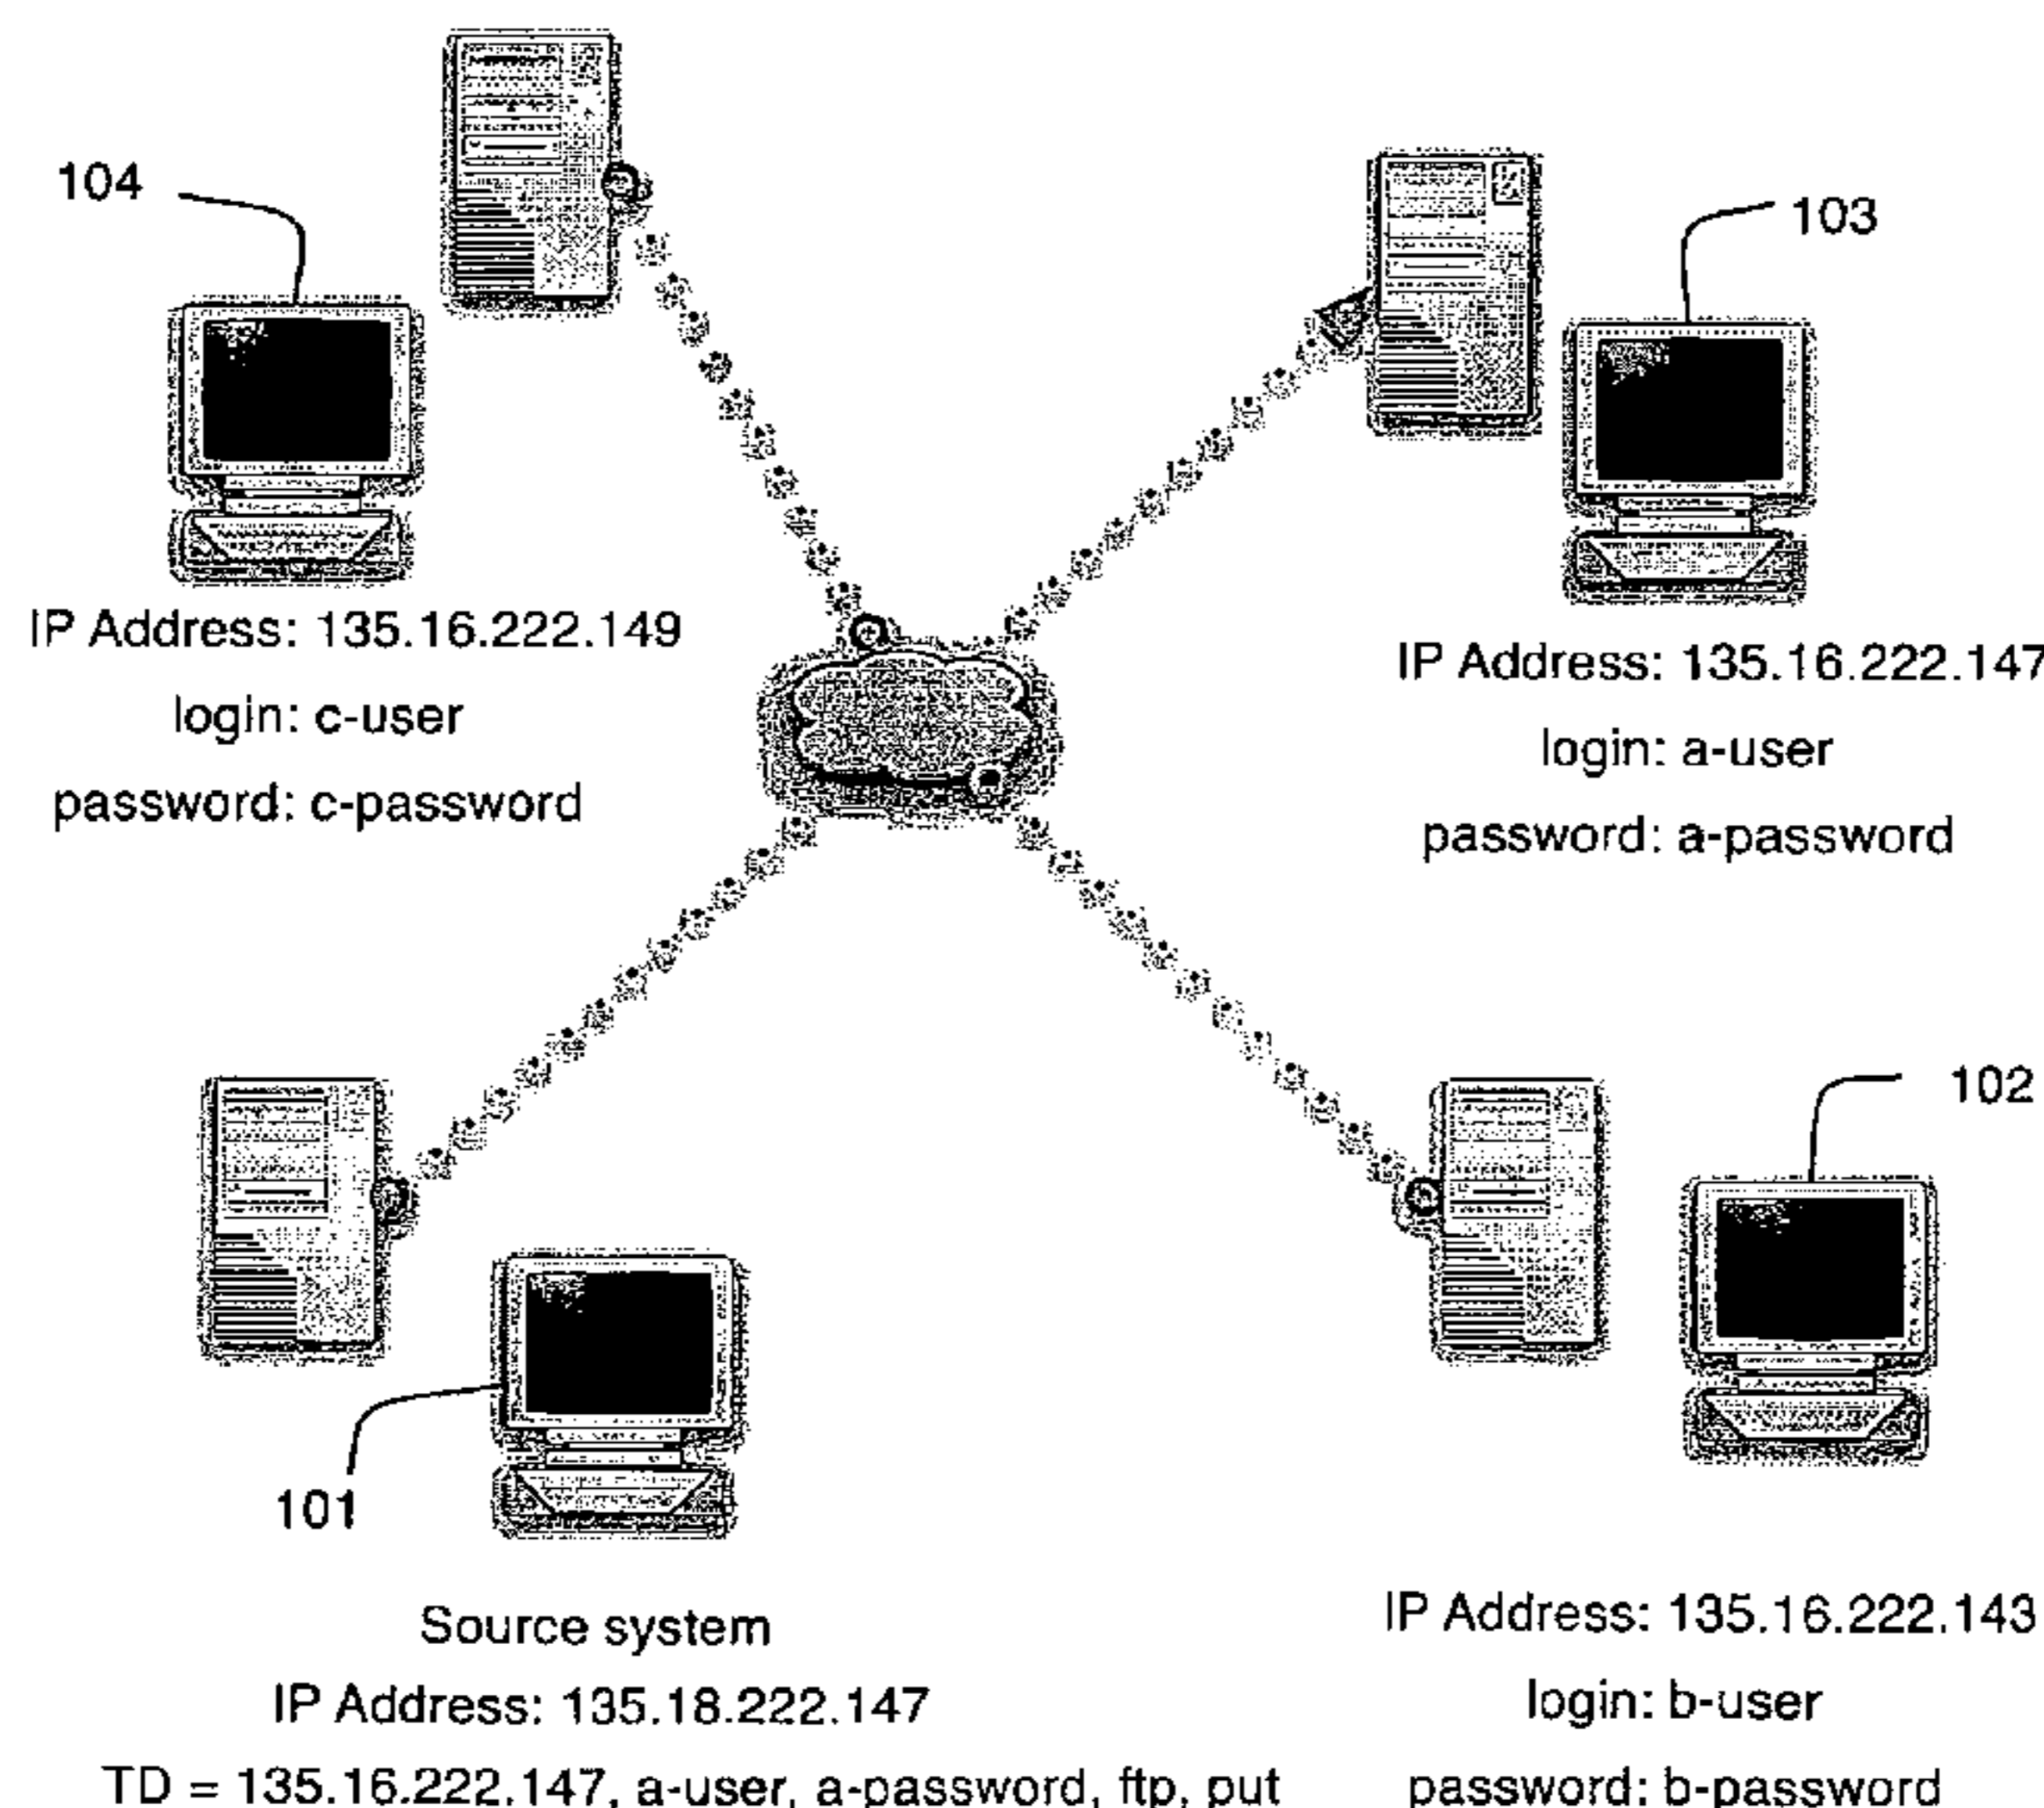 104
103
IP Address: 135.16.222.149
login: c-user
password: c-password
IP Address: 135.16.222.147
login: a-user
password: a-password
102
101
Source system
IP Address: 135.18.222.147
TD = 135.16.222.147, a-user, a-password, ftp, put
IP Address: 135.16.222.143
login: b-user
password: b-password